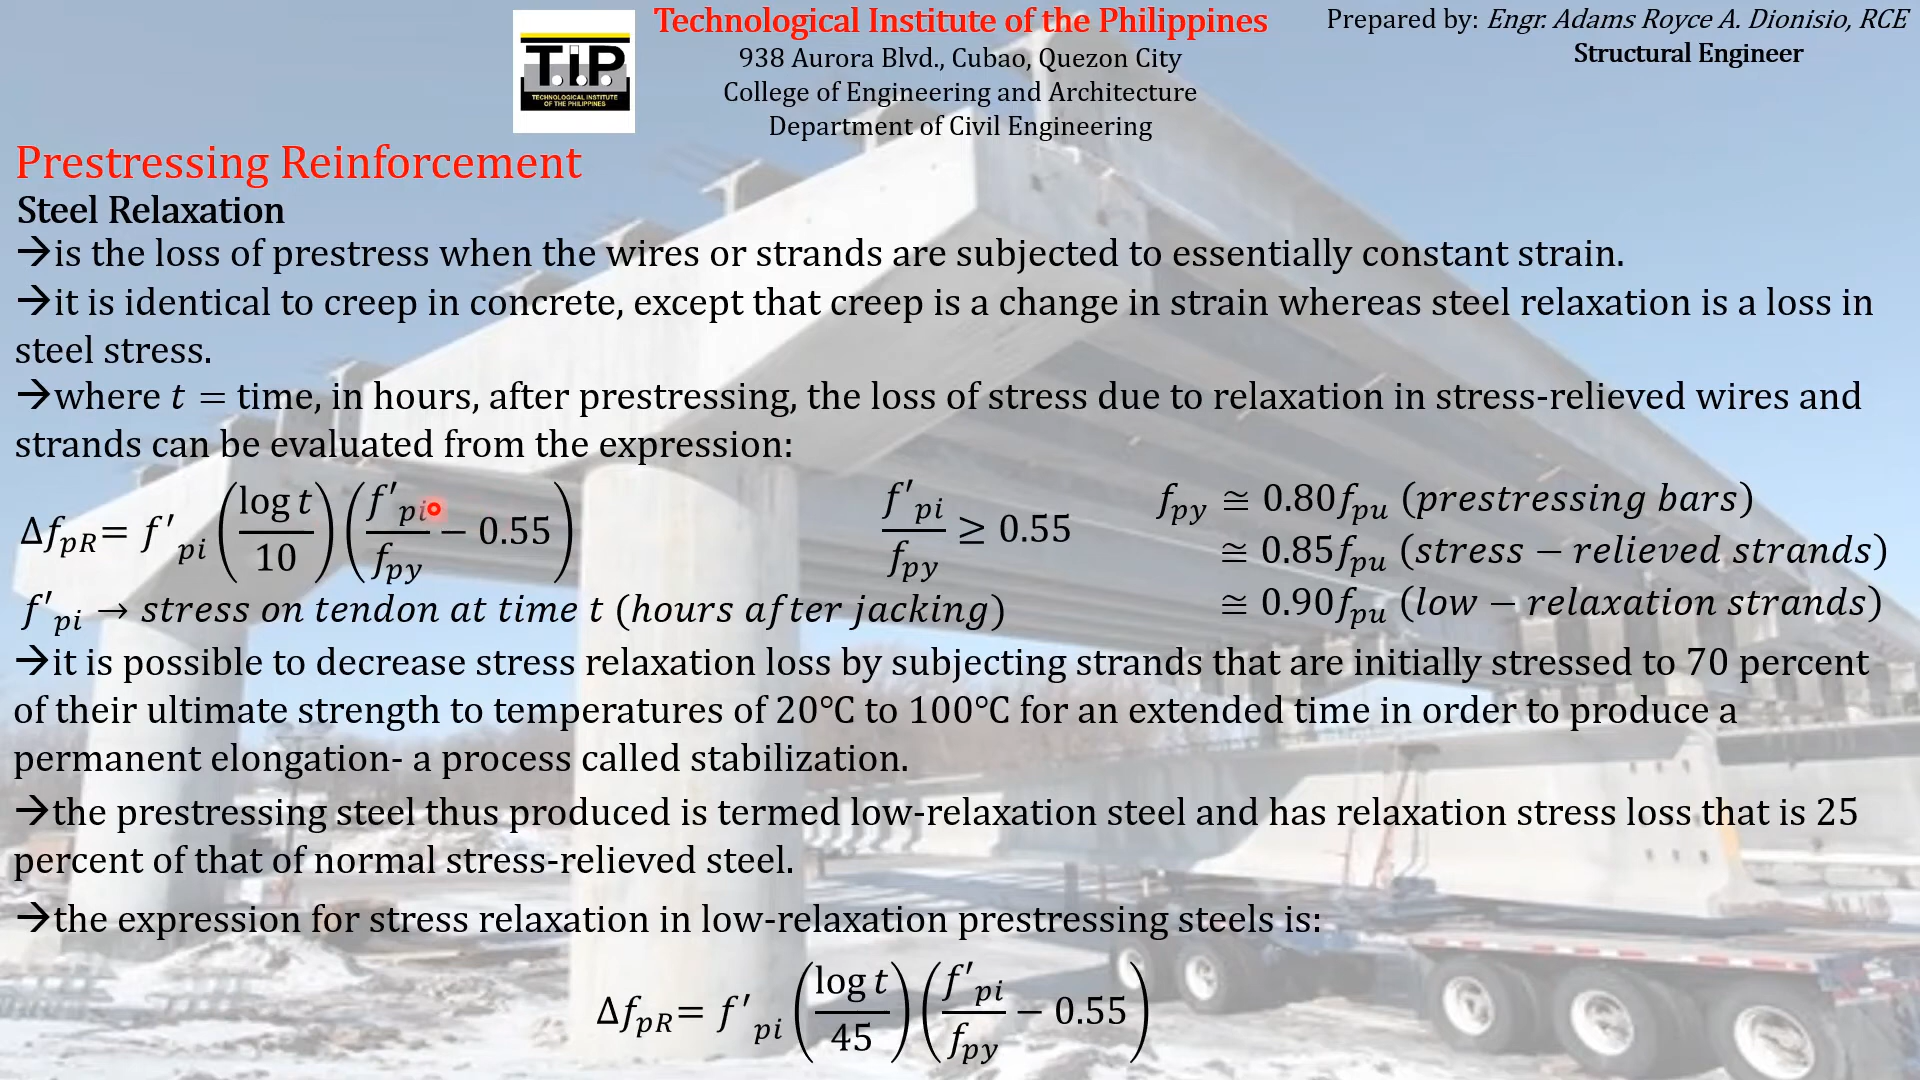 T.I.P
TECHNOLOGICAL INSTITUTE
OF THE PHILIPPINES
Technological Institute of the Philippines
938 Aurora Blvd., Cubao, Quezon City
College of Engineering and Architecture
Department of Civil Engineering
Prepared by: Engr. Adams Royce A. Dionisio, RCE
Structural Engineer
Prestressing Reinforcement
Steel Relaxation
→is the loss of prestress when the wires or strands are subjected to essentially constant strain.
→it is identical to creep in concrete, except that creep is a change in strain whereas steel relaxation is a loss in
steel stress.
→where t = time, in hours, after prestressing, the loss of stress due to relaxation in stress-relieved wires and
strands can be evaluated from the expression:
Δf_pR = f'_pi (log t / 10) (f'_pi / f_py − 0.55)
f'_pi / f_py ≥ 0.55
f_py ≅ 0.80f_pu (prestressing bars)
≅ 0.85f_pu (stress − relieved strands)
≅ 0.90f_pu (low − relaxation strands)
f'_pi → stress on tendon at time t (hours after jacking)
→it is possible to decrease stress relaxation loss by subjecting strands that are initially stressed to 70 percent
of their ultimate strength to temperatures of 20℃ to 100℃ for an extended time in order to produce a
permanent elongation- a process called stabilization.
→the prestressing steel thus produced is termed low-relaxation steel and has relaxation stress loss that is 25
percent of that of normal stress-relieved steel.
→the expression for stress relaxation in low-relaxation prestressing steels is:
Δf_pR = f'_pi (log t / 45) (f'_pi / f_py − 0.55)